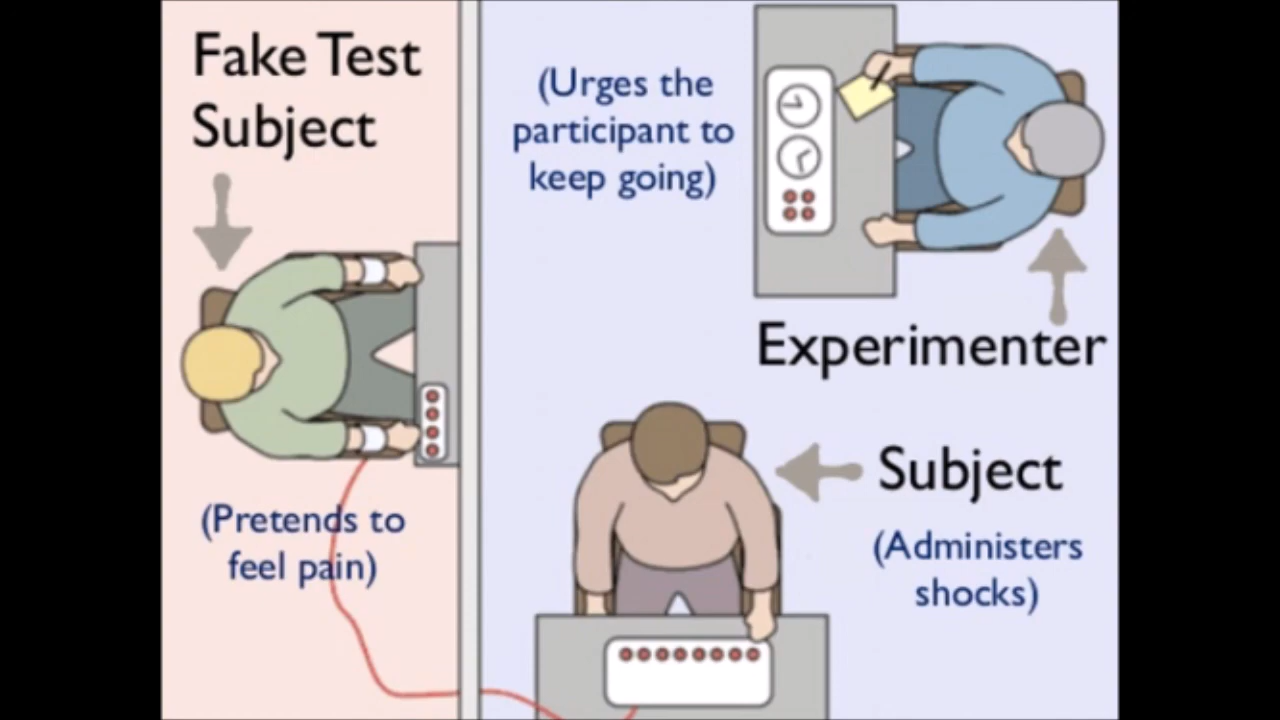 Fake Test
Subject
(Urges the
participant to
keep going)
Experimenter
Subject
(Administers
shocks)
(Pretends to
feel pain)